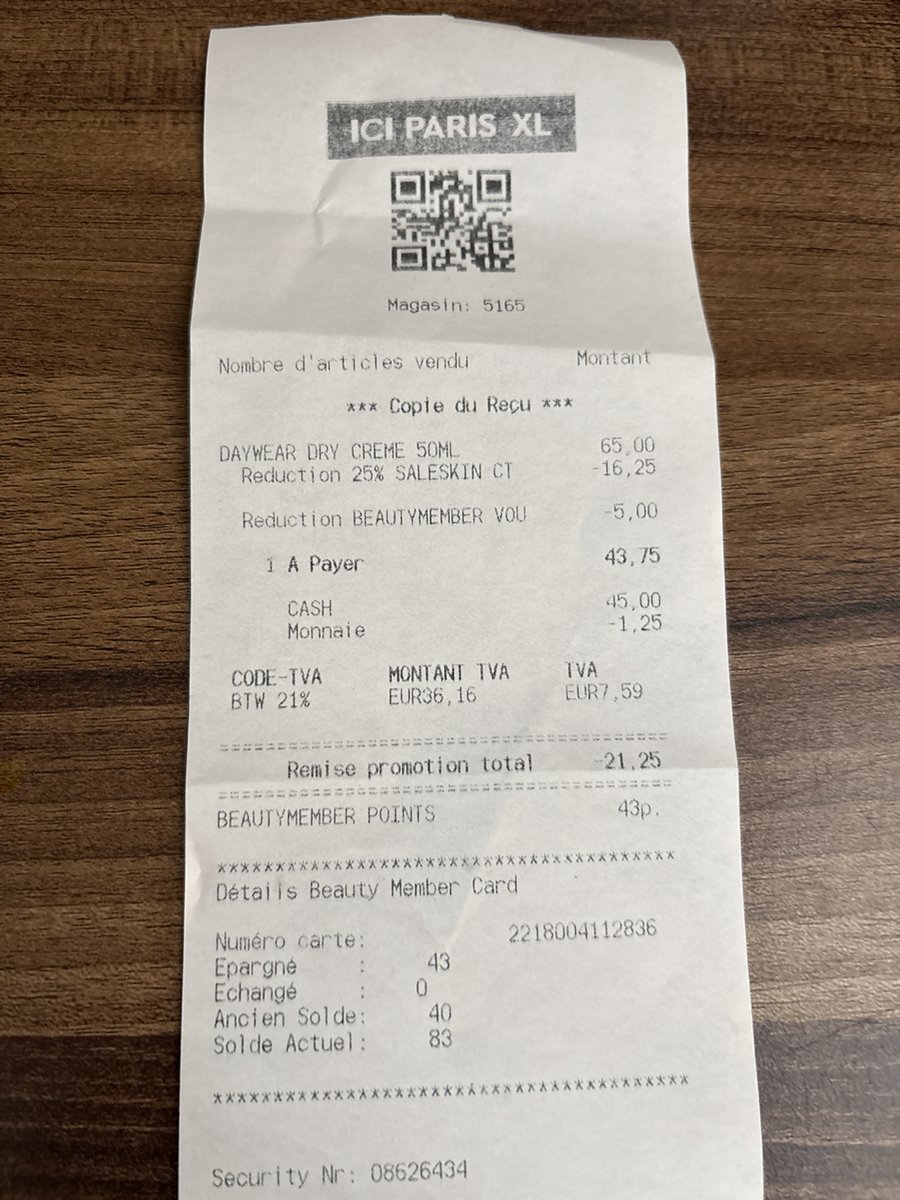 ICI PARIS XL
Magasin: 5165
Nombre d'articles vendu Montant
*** Copie du Reçu ***
DAYWEAR DRY CREME 50ML 65,00
Reduction 25% SALESKIN CT -16,25
Reduction BEAUTYMEMBER VOU -5,00
1 A Payer 43,75
CASH 45,00
Monnaie -1,25
CODE-TVA MONTANT TVA TVA
BTW 21% EUR36,16 EUR7,59
Remise promotion total -21,25
BEAUTYMEMBER POINTS 43p.
Détails Beauty Member Card
Numéro carte: 2218004112836
Epargné : 43
Echangé : 0
Ancien Solde: 40
Solde Actuel: 83
Security Nr: 08626434